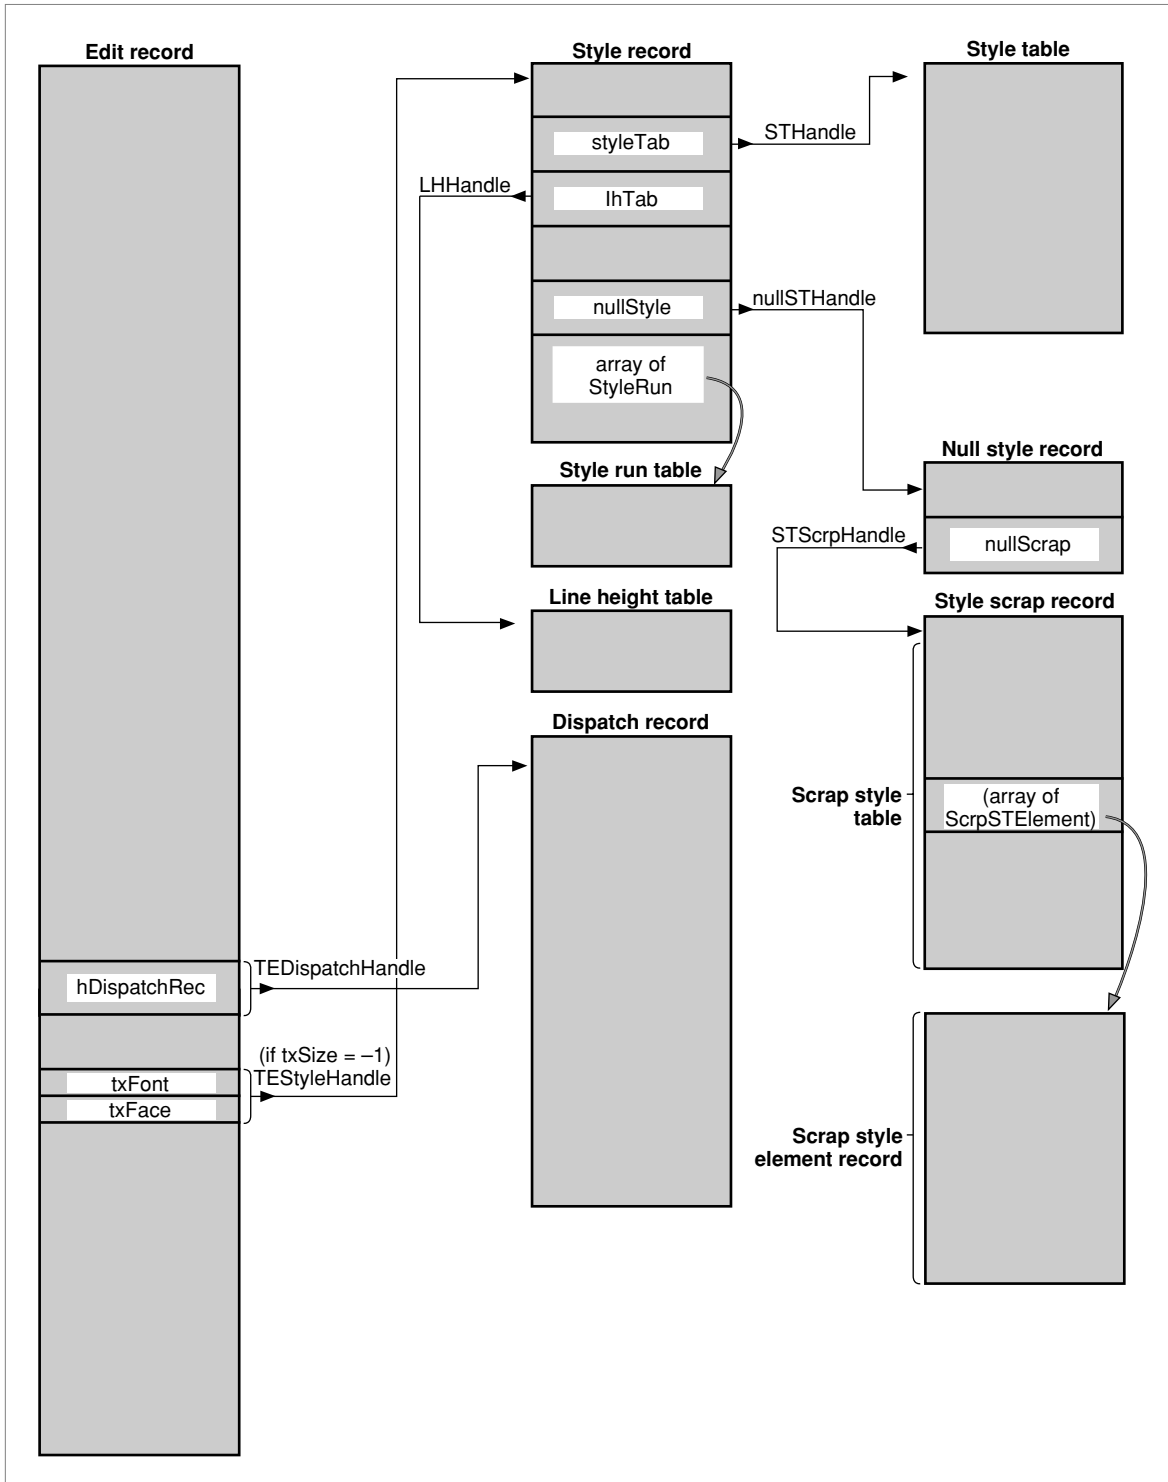 Edit record
hDispatchRec
TEDispatchHandle
(if txSize = –1)
TEStyleHandle
txFont
txFace
Style record
styleTab
STHandle
LHHandle
lhTab
nullStyle
nullSTHandle
array of
StyleRun
Style run table
Line height table
Dispatch record
Style table
Null style record
STScrpHandle
nullScrap
Style scrap record
Scrap style
table
(array of
ScrpSTElement)
Scrap style
element record